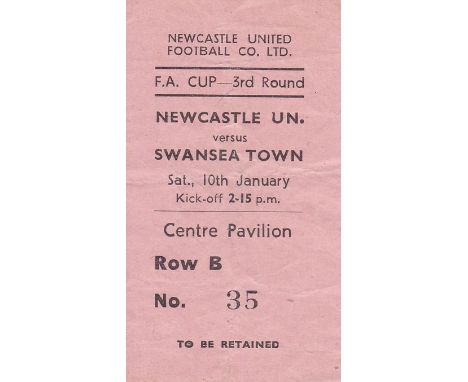 NEWCASTLE UNITED
FOOTBALL CO. LTD.
F.A. CUP—3rd Round
NEWCASTLE UN.
versus
SWANSEA TOWN
Sat., 10th January
Kick-off 2-15 p.m.
Centre Pavilion
Row B
No. 35
TO BE RETAINED